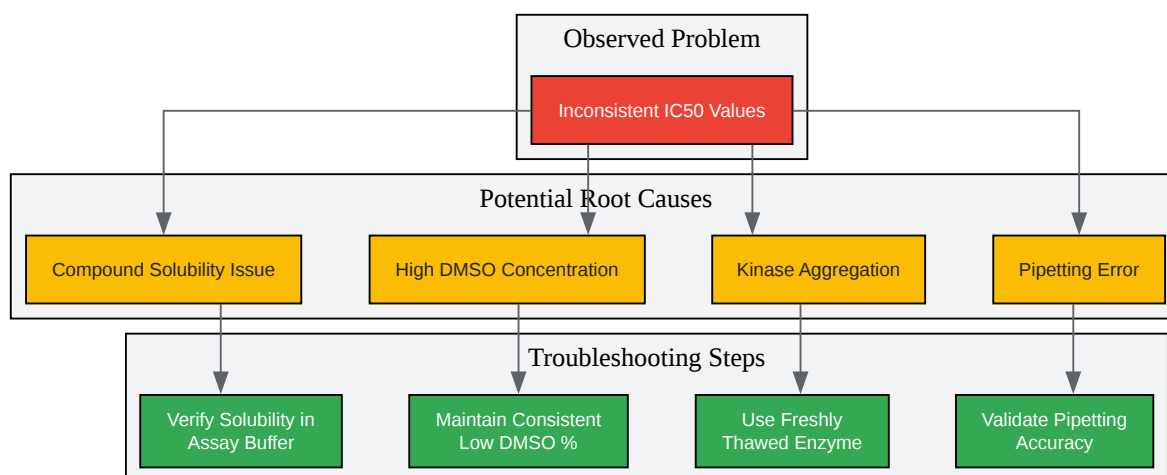 Observed Problem
Inconsistent IC50 Values
Potential Root Causes
Compound Solubility Issue
High DMSO Concentration
Kinase Aggregation
Pipetting Error
Troubleshooting Steps
Verify Solubility in
Assay Buffer
Maintain Consistent
Low DMSO %
Use Freshly
Thawed Enzyme
Validate Pipetting
Accuracy